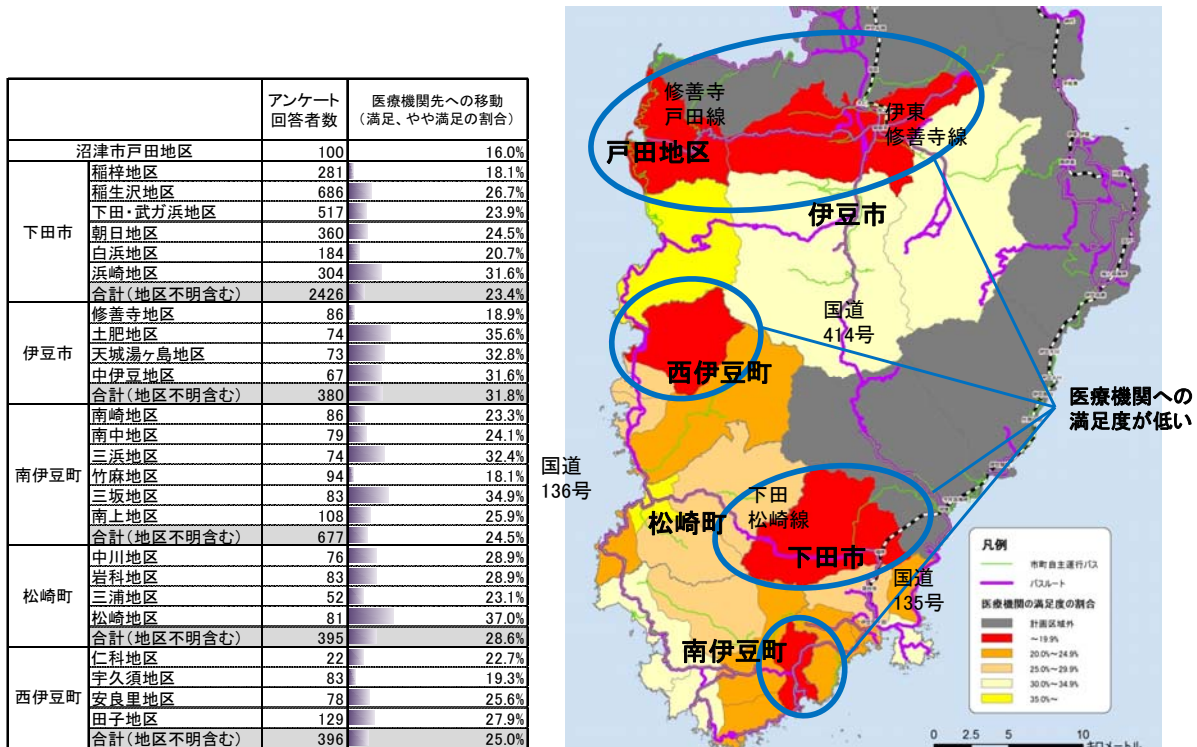 アンケート 医療機関先への移動
回答者数 (満足、やや満足の割合)
沼津市戸田地区 100 16.0%
下田市
稲梓地区 281 18.1%
稲生沢地区 686 26.7%
下田・武ガ浜地区 517 23.9%
朝日地区 360 24.5%
白浜地区 184 20.7%
浜崎地区 304 31.6%
合計(地区不明含む) 2426 23.4%
伊豆市
修善寺地区 86 18.9%
土肥地区 74 35.6%
天城湯ヶ島地区 73 32.8%
中伊豆地区 67 31.6%
合計(地区不明含む) 380 31.8%
南伊豆町
南崎地区 86 23.3%
南中地区 79 24.1%
三浜地区 74 32.4%
竹麻地区 94 18.1%
三坂地区 83 34.9%
南上地区 108 25.9%
合計(地区不明含む) 677 24.5%
松崎町
中川地区 76 28.9%
岩科地区 83 28.9%
三浦地区 52 23.1%
松崎地区 81 37.0%
合計(地区不明含む) 395 28.6%
西伊豆町
仁科地区 22 22.7%
宇久須地区 83 19.3%
安良里地区 78 25.6%
田子地区 129 27.9%
合計(地区不明含む) 396 25.0%
修善寺
戸田線
伊東
修善寺線
戸田地区
伊豆市
国道
414号
西伊豆町
医療機関への
満足度が低い
国道
136号
下田
松崎線
松崎町
下田市
国道
135号
南伊豆町
凡例
市町自主運行バス
バスルート
医療機関の満足度の割合
計画区域外
~19.9%
20.0%~24.9%
25.0%~29.9%
30.0%~34.9%
35.0%~
0 2.5 5 10
キロメートル